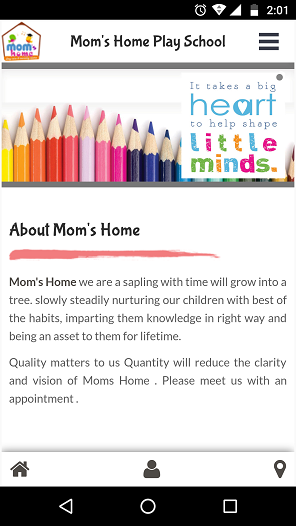 2:01
mom's
home
Mom's Home Play School
It takes a big
heart
to help shape
little
minds.
About Mom's Home
Mom's Home we are a sapling with time will grow into a
tree. slowly steadily nurturing our children with best of
the habits, imparting them knowledge in right way and
being an asset to them for lifetime.
Quality matters to us Quantity will reduce the clarity
and vision of Moms Home . Please meet us with an
appointment .